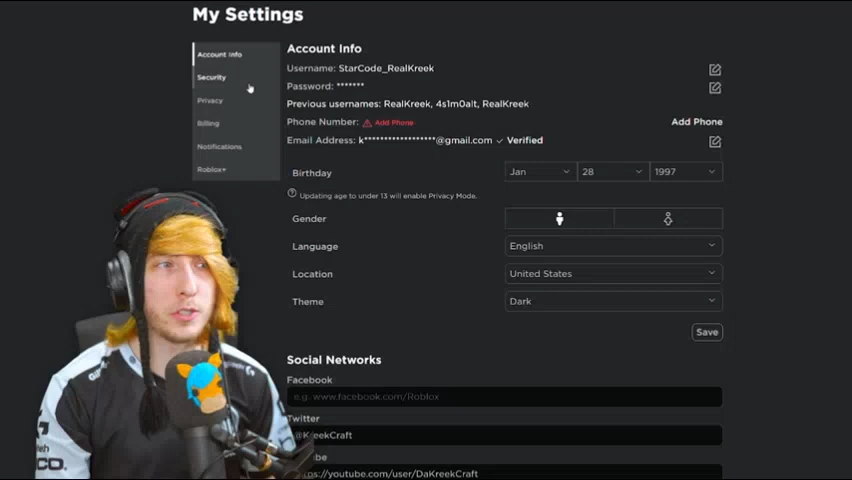 My Settings
Account Info
Security
Privacy
Billing
Notifications
Roblox+
Account Info
Username: StarCode_RealKreek
Password: *******
Previous usernames: RealKreek, 4s1m0alt, RealKreek
Phone Number: Add Phone
Add Phone
Email Address: k*****************@gmail.com ✓ Verified
Birthday
Jan
28
1997
Updating age to under 13 will enable Privacy Mode.
Gender
Language
English
Location
United States
Theme
Dark
Save
Social Networks
Facebook
e.g. www.facebook.com/Roblox
Twitter
@KreekCraft
https://youtube.com/user/DaKreekCraft